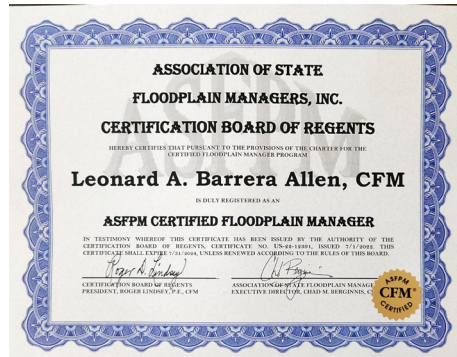 ASSOCIATION OF STATE
FLOODPLAIN MANAGERS, INC.
CERTIFICATION BOARD OF REGENTS
HEREBY CERTIFIES THAT PURSUANT TO THE PROVISIONS OF THE CHARTER FOR THE
CERTIFIED FLOODPLAIN MANAGER PROGRAM
Leonard A. Barrera Allen, CFM
IS DULY REGISTERED AS AN
ASFPM CERTIFIED FLOODPLAIN MANAGER
IN TESTIMONY WHEREOF THIS CERTIFICATE HAS BEEN ISSUED BY THE AUTHORITY OF THE
CERTIFICATION BOARD OF REGENTS, CERTIFICATE NO. US-22-12391, ISSUED 7/1/2022. THIS
CERTIFICATE SHALL EXPIRE 7/31/2024, UNLESS RENEWED ACCORDING TO THE RULES OF THIS BOARD.
Roger D. Lindsey
CERTIFICATION BOARD OF REGENTS
PRESIDENT, ROGER LINDSEY, P.E., CFM
ASSOCIATION OF STATE FLOODPLAIN MANAGE
EXECUTIVE DIRECTOR, CHAD M. BERGINNIS, C
ASFPM
CFM
CERTIFIED